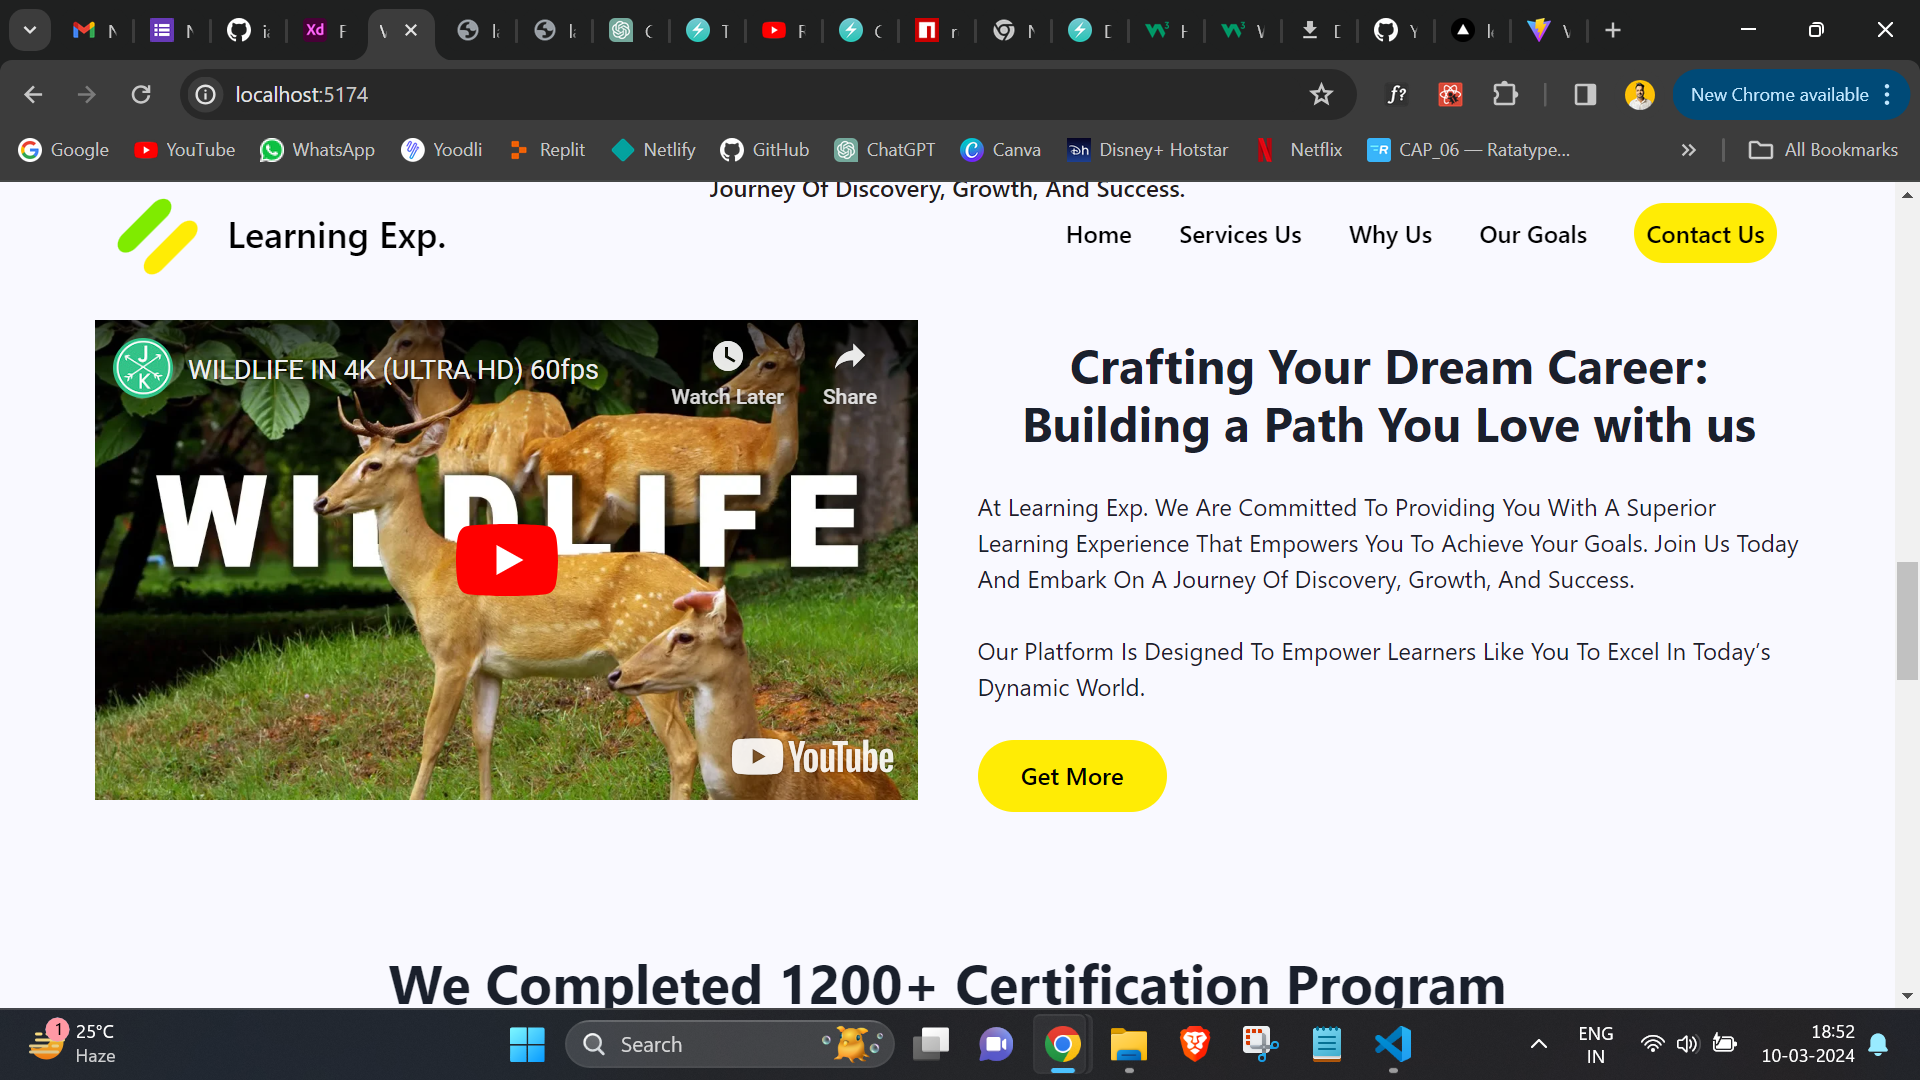 N
N
ia
Xd
F
V
la
la
C
T
F
C
r
N
D
H
V
D
Y
le
V
localhost:5174
f?
New Chrome available
Google
YouTube
WhatsApp
Yoodli
Replit
Netlify
GitHub
ChatGPT
Canva
Disney+ Hotstar
Netflix
CAP_06 — Ratatype...
All Bookmarks
Journey Of Discovery, Growth, And Success.
Learning Exp.
Home
Services Us
Why Us
Our Goals
Contact Us
J
K
WILDLIFE IN 4K (ULTRA HD) 60fps
Watch Later
Share
WILDLIFE
YouTube
Crafting Your Dream Career:
Building a Path You Love with us
At Learning Exp. We Are Committed To Providing You With A Superior
Learning Experience That Empowers You To Achieve Your Goals. Join Us Today
And Embark On A Journey Of Discovery, Growth, And Success.
Our Platform Is Designed To Empower Learners Like You To Excel In Today’s
Dynamic World.
Get More
We Completed 1200+ Certification Program
1
25°C
Haze
Search
ENG
IN
18:52
10-03-2024